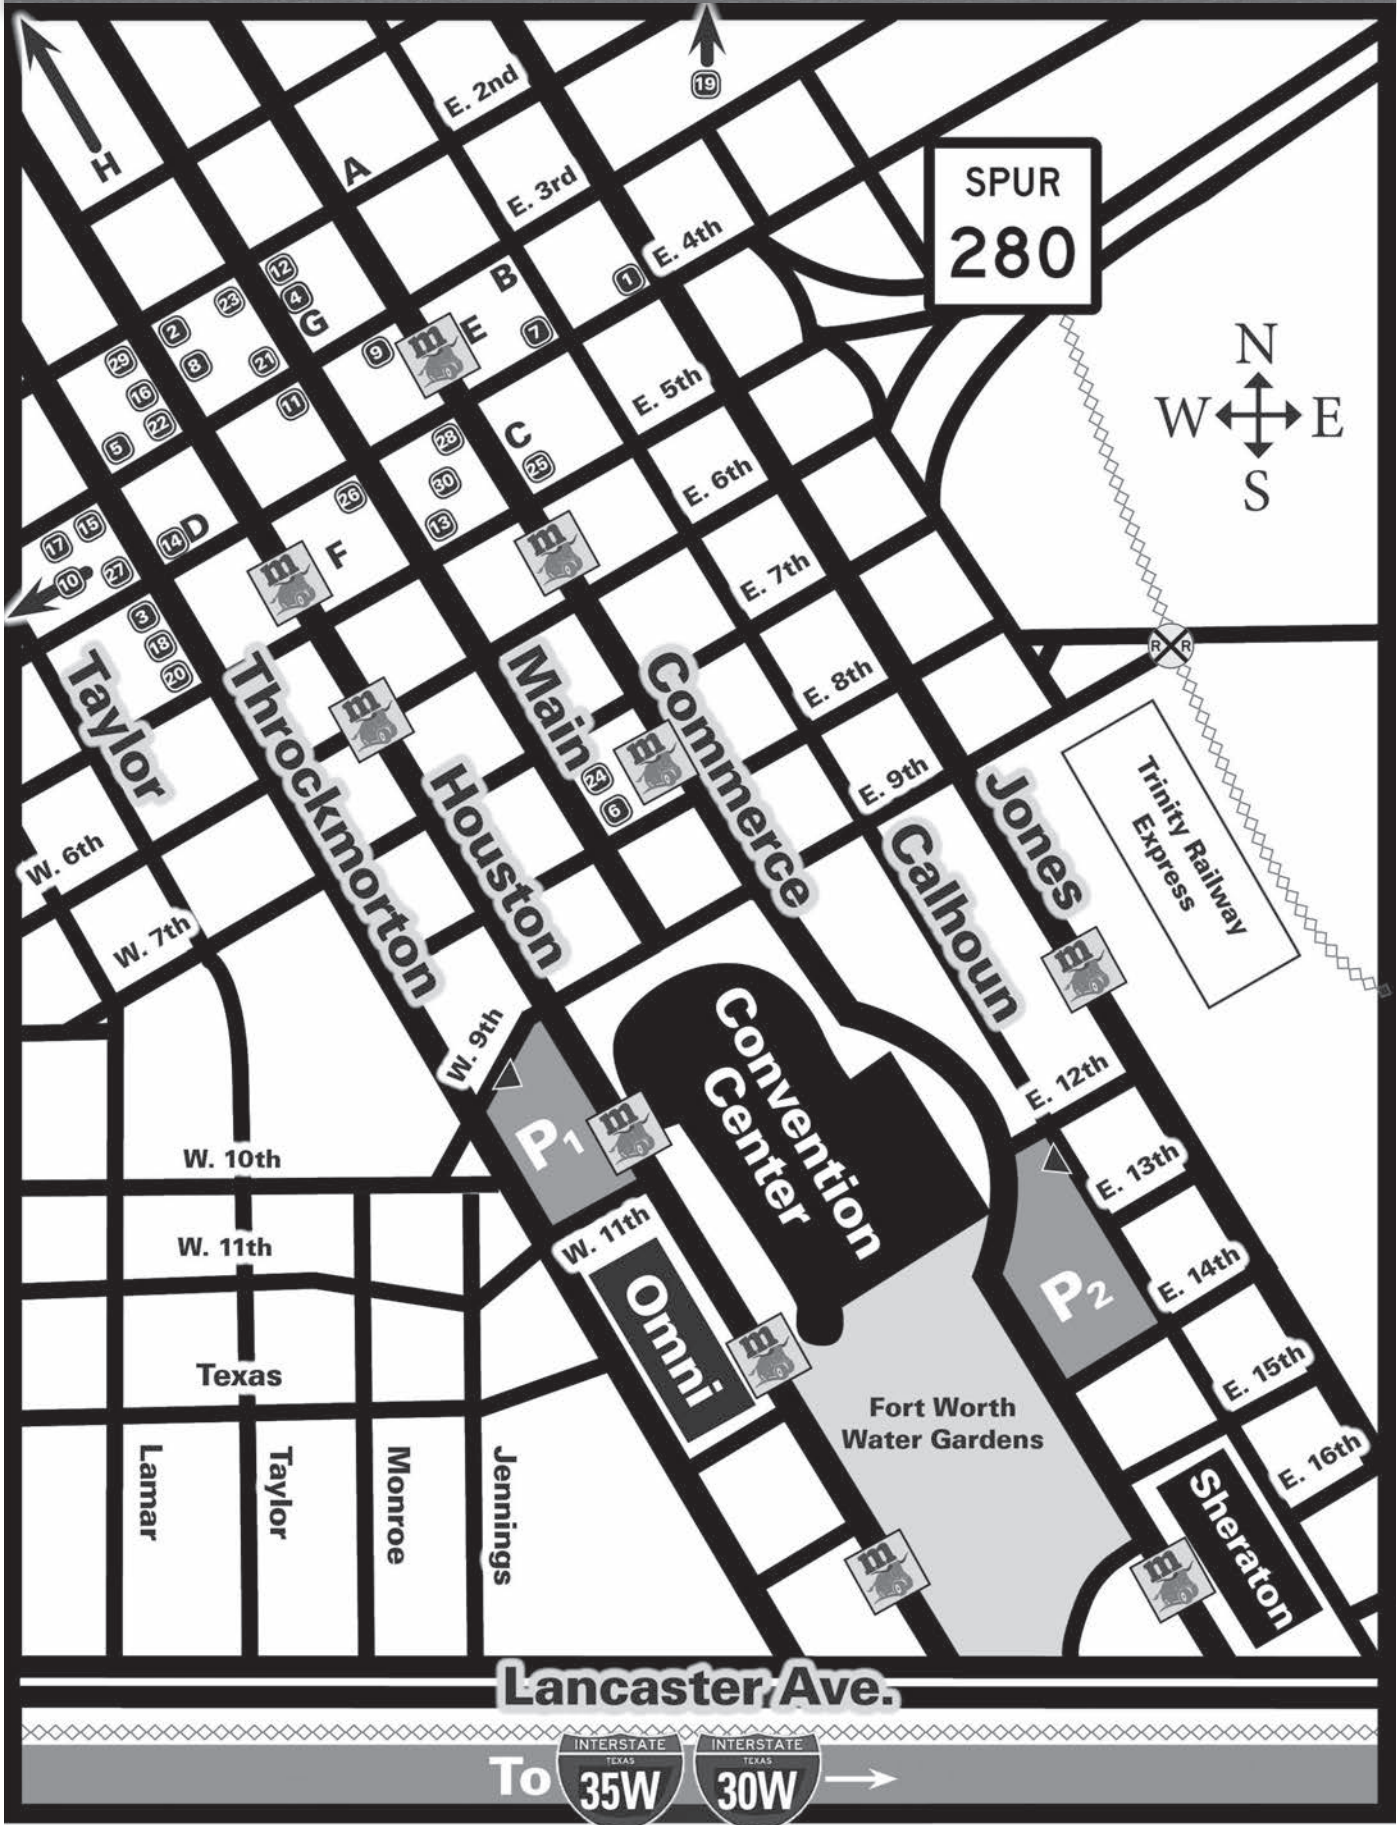 19
E. 2nd
H
A
E. 3rd
SPUR
280
E. 4th
12
B
1
4
23
G
E
7
2
9
N
29
8
21
E. 5th
16
11
W
E
22
28
C
5
25
E. 6th
30
S
26
15
13
D
17
14
F
m
10
27
E. 7th
3
18
20
R
R
Taylor
Throckmorton
Main
Commerce
E. 8th
m
m
24
6
Houston
E. 9th
Jones
Trinity Railway
Express
W. 6th
Calhoun
W. 7th
m
W. 9th
Convention
Center
E. 12th
P1
m
W. 10th
E. 13th
W. 11th
W. 11th
E. 14th
Omni
P2
m
Texas
E. 15th
Fort Worth
Water Gardens
E. 16th
Lamar
Taylor
Monroe
Jennings
Sheraton
m
m
m
m
Lancaster Ave.
To
INTERSTATE
TEXAS
35W
INTERSTATE
TEXAS
30W